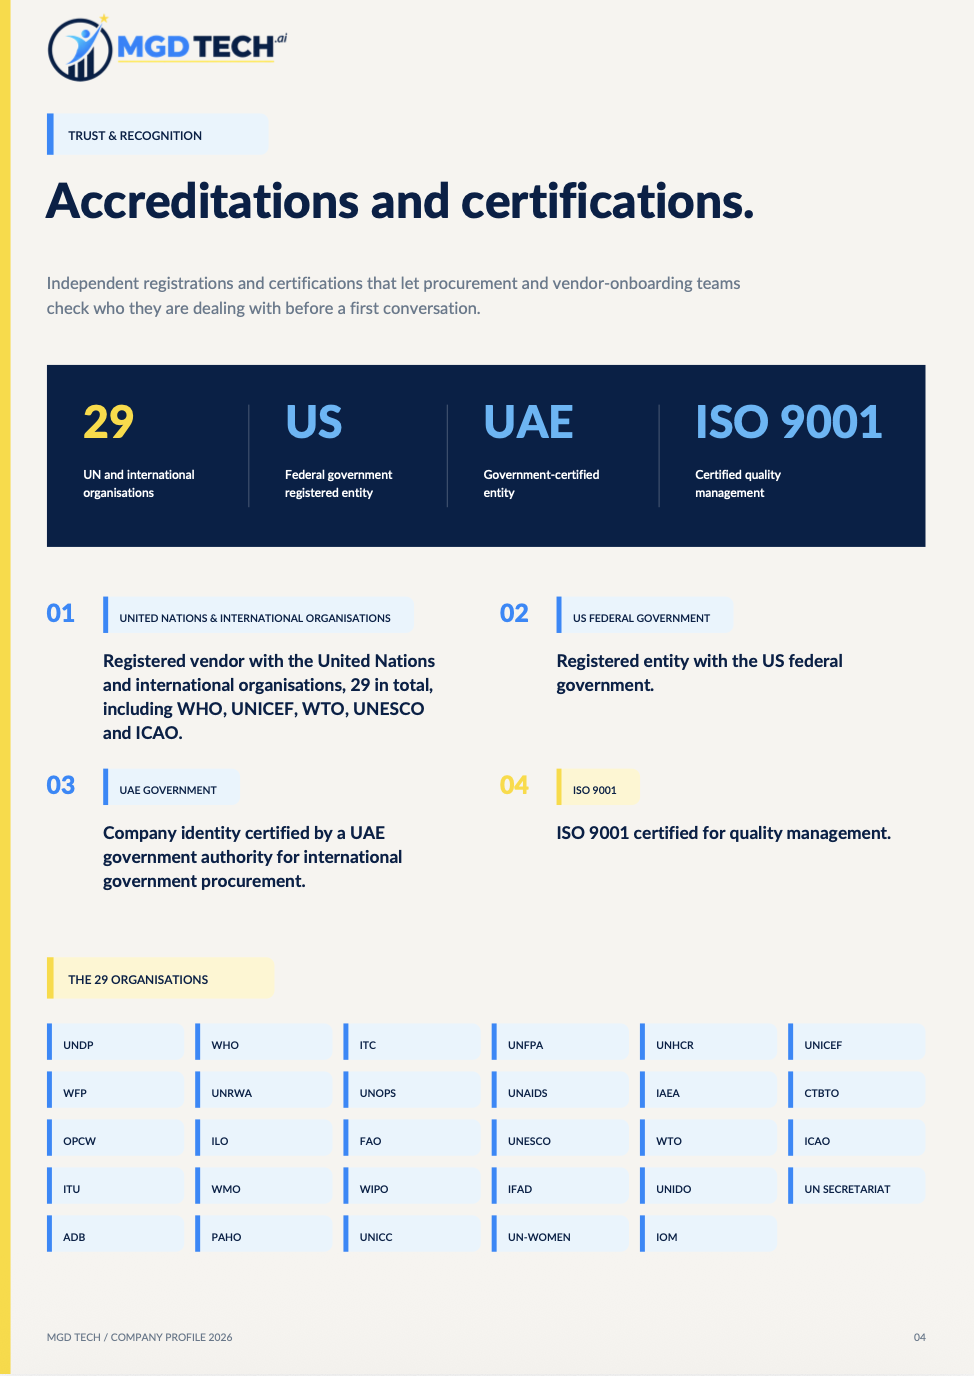 MGD TECH.ai
TRUST & RECOGNITION
Accreditations and certifications.
Independent registrations and certifications that let procurement and vendor-onboarding teams
check who they are dealing with before a first conversation.
29
UN and international
organisations
US
Federal government
registered entity
UAE
Government-certified
entity
ISO 9001
Certified quality
management
01
UNITED NATIONS & INTERNATIONAL ORGANISATIONS
Registered vendor with the United Nations
and international organisations, 29 in total,
including WHO, UNICEF, WTO, UNESCO
and ICAO.
02
US FEDERAL GOVERNMENT
Registered entity with the US federal
government.
03
UAE GOVERNMENT
Company identity certified by a UAE
government authority for international
government procurement.
04
ISO 9001
ISO 9001 certified for quality management.
THE 29 ORGANISATIONS
UNDP
WHO
ITC
UNFPA
UNHCR
UNICEF
WFP
UNRWA
UNOPS
UNAIDS
IAEA
CTBTO
OPCW
ILO
FAO
UNESCO
WTO
ICAO
ITU
WMO
WIPO
IFAD
UNIDO
UN SECRETARIAT
ADB
PAHO
UNICC
UN-WOMEN
IOM
MGD TECH / COMPANY PROFILE 2026
04